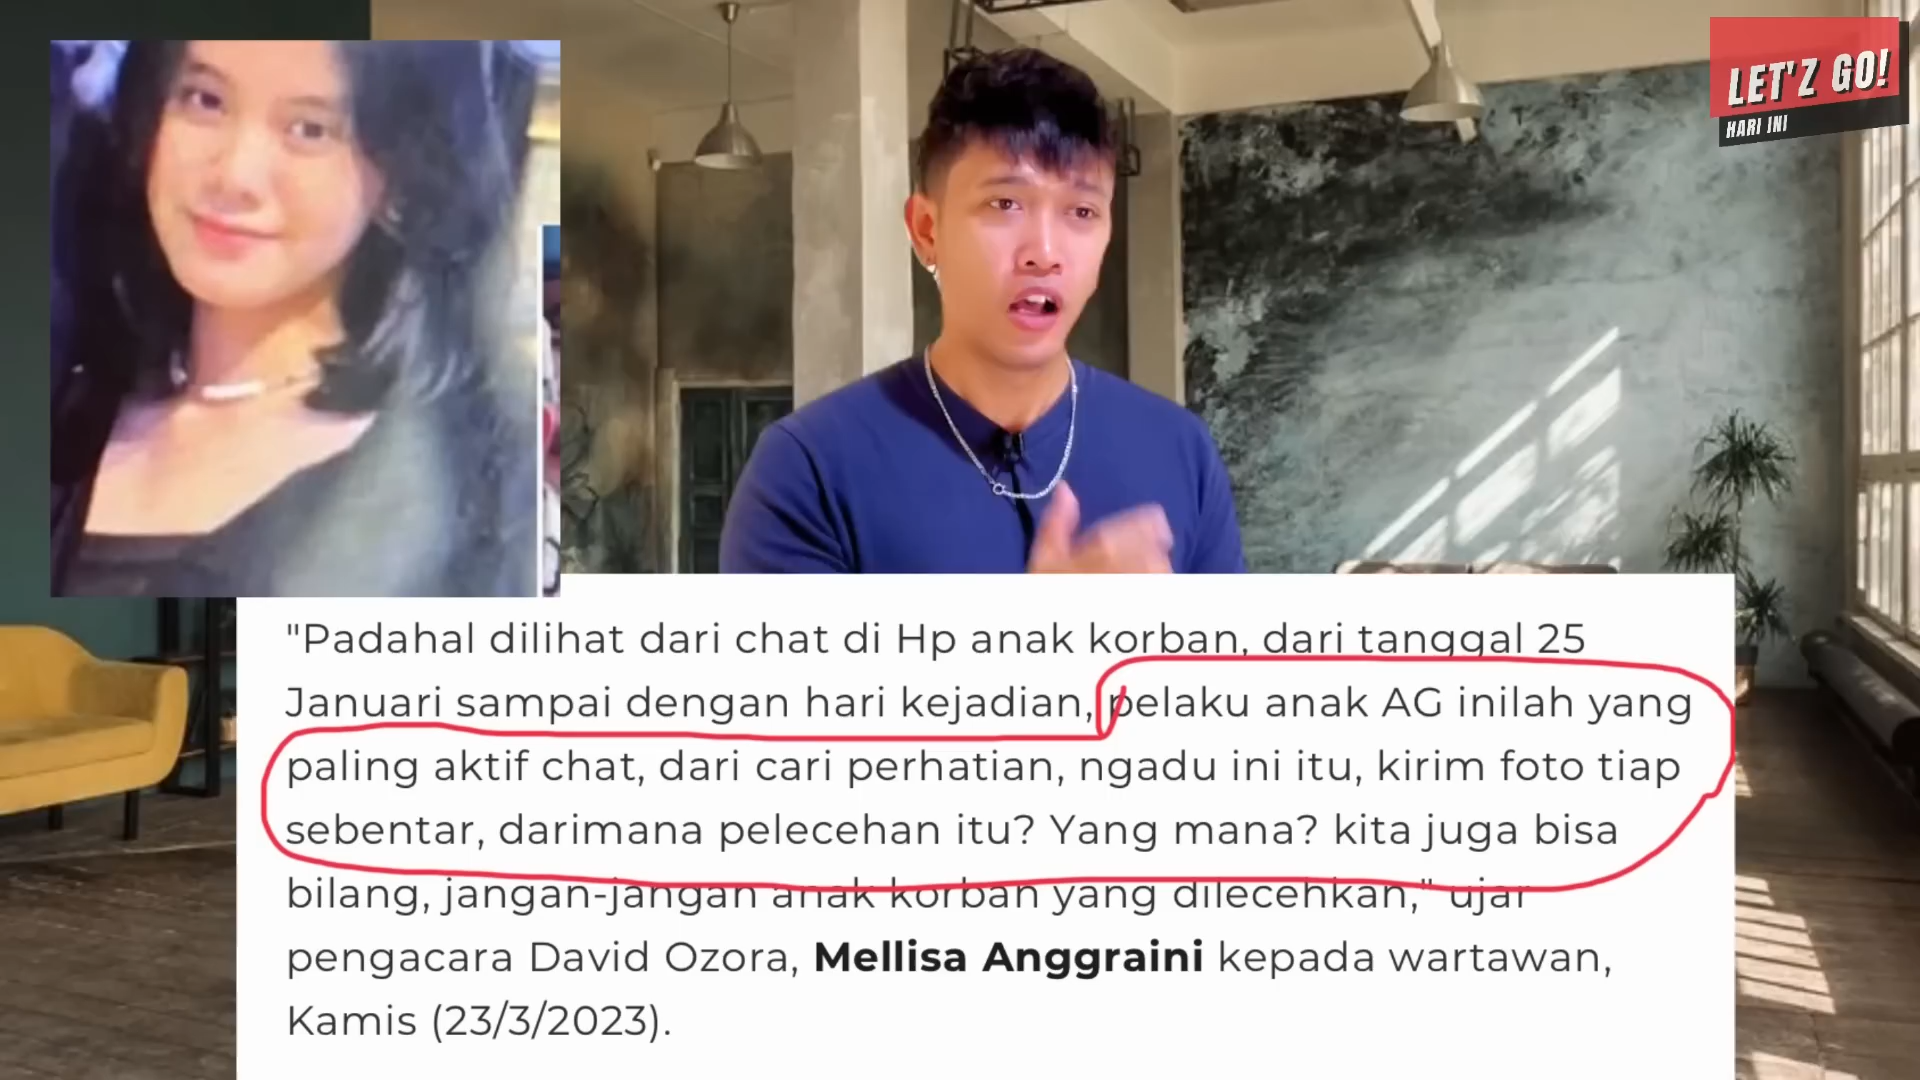 LET'Z GO!
HARI INI
"Padahal dilihat dari chat di Hp anak korban, dari tanggal 25
Januari sampai dengan hari kejadian, pelaku anak AG inilah yang
paling aktif chat, dari cari perhatian, ngadu ini itu, kirim foto tiap
sebentar, darimana pelecehan itu? Yang mana? kita juga bisa
bilang, jangan-jangan anak korban yang dilecehkan," ujar
pengacara David Ozora, Mellisa Anggraini kepada wartawan,
Kamis (23/3/2023).